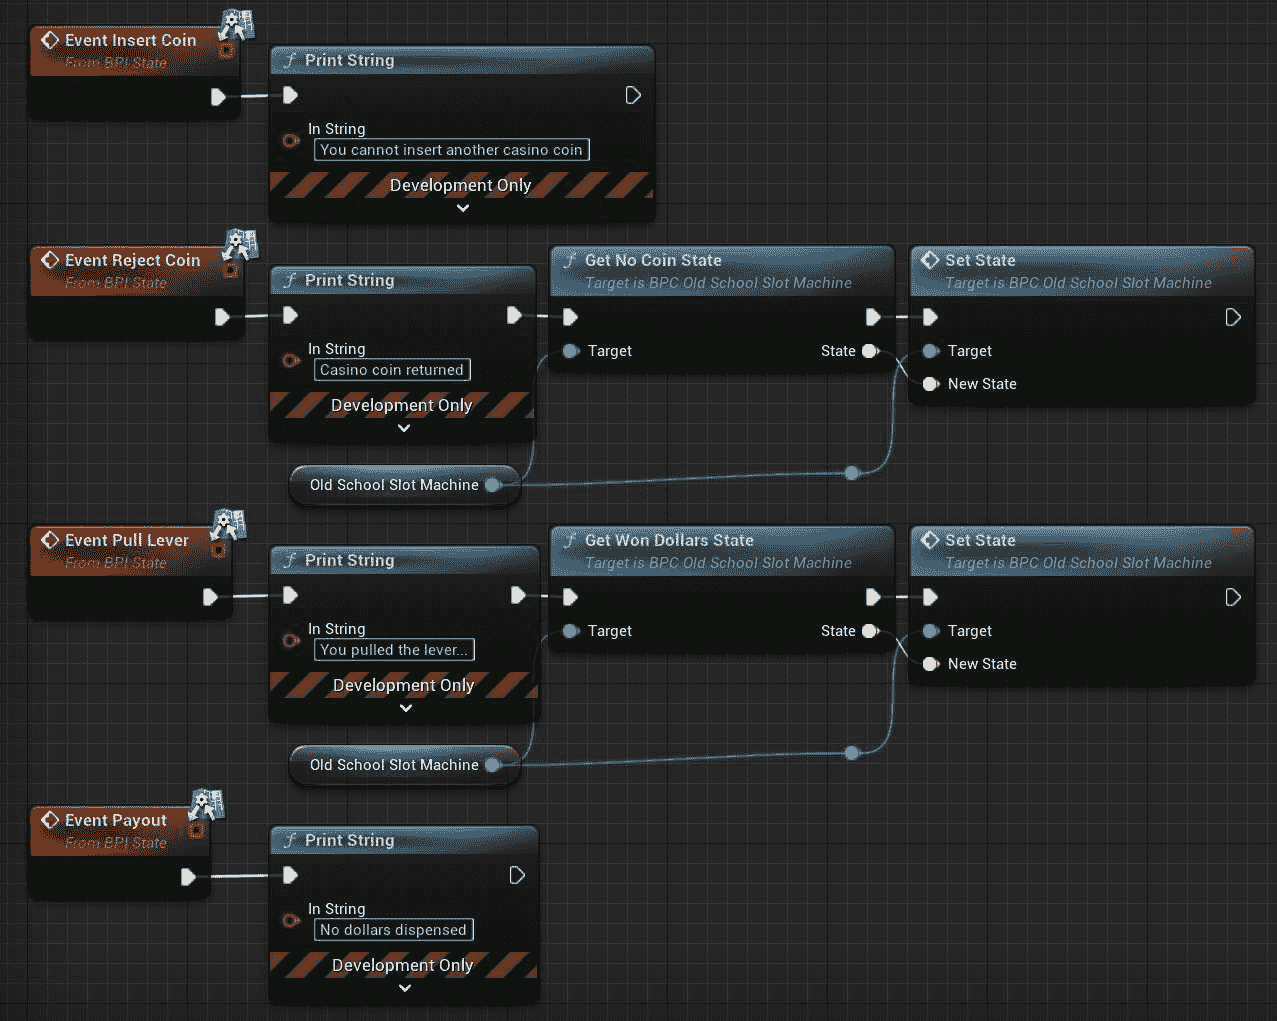 Event Insert Coin
From BPI State
f Print String
In String
You cannot insert another casino coin
Development Only
Event Reject Coin
From BPI State
f Print String
In String
Casino coin returned
Development Only
f Get No Coin State
Target is BPC Old School Slot Machine
Target State
Set State
Target is BPC Old School Slot Machine
Target
New State
Old School Slot Machine
Event Pull Lever
From BPI State
f Print String
In String
You pulled the lever...
Development Only
f Get Won Dollars State
Target is BPC Old School Slot Machine
Target State
Set State
Target is BPC Old School Slot Machine
Target
New State
Old School Slot Machine
Event Payout
From BPI State
f Print String
In String
No dollars dispensed
Development Only